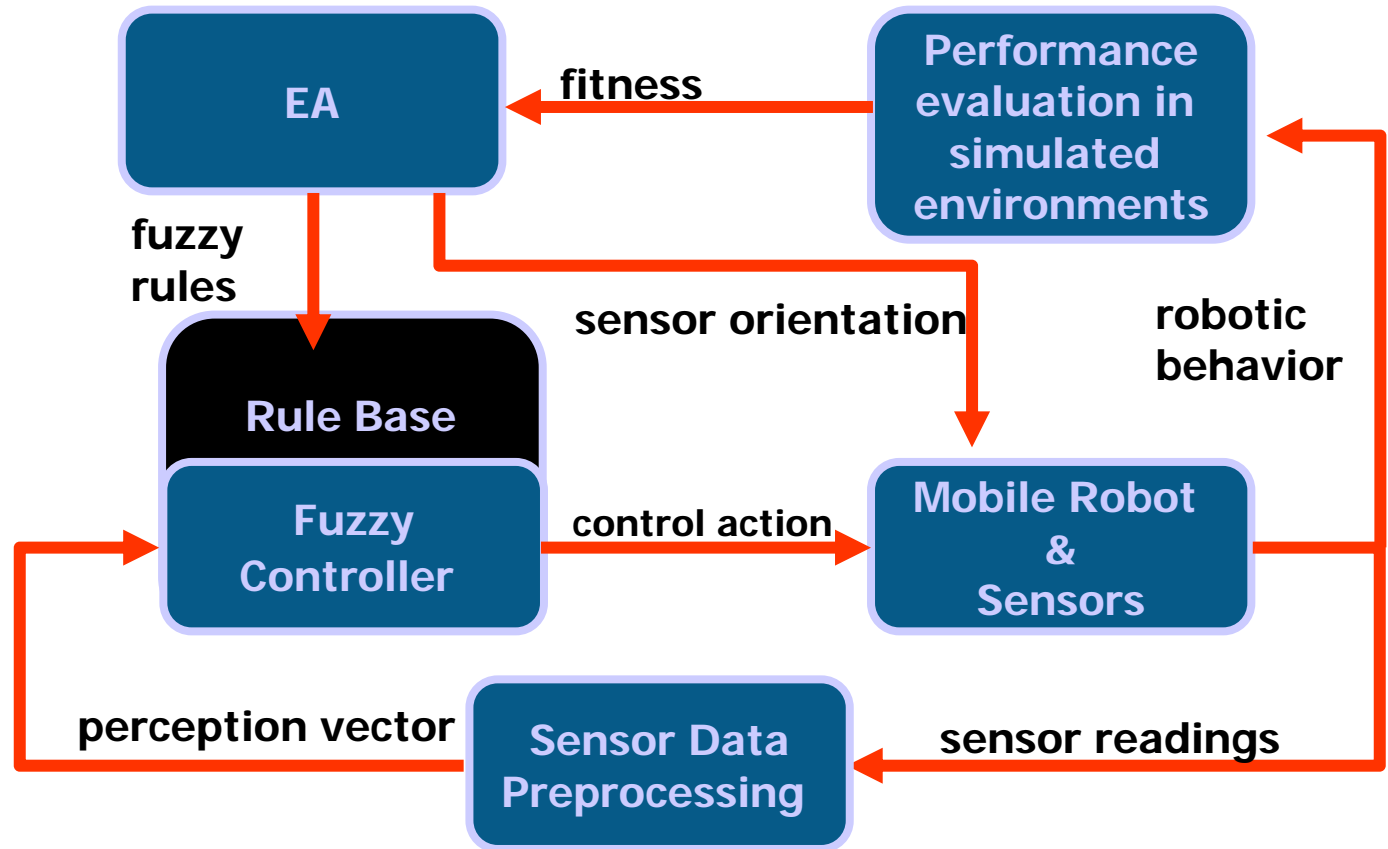 EA
fitness
Performance
evaluation in
simulated
environments
fuzzy
rules
sensor orientation
robotic
behavior
Rule Base
Fuzzy
Controller
control action
Mobile Robot
&
Sensors
perception vector
Sensor Data
Preprocessing
sensor readings